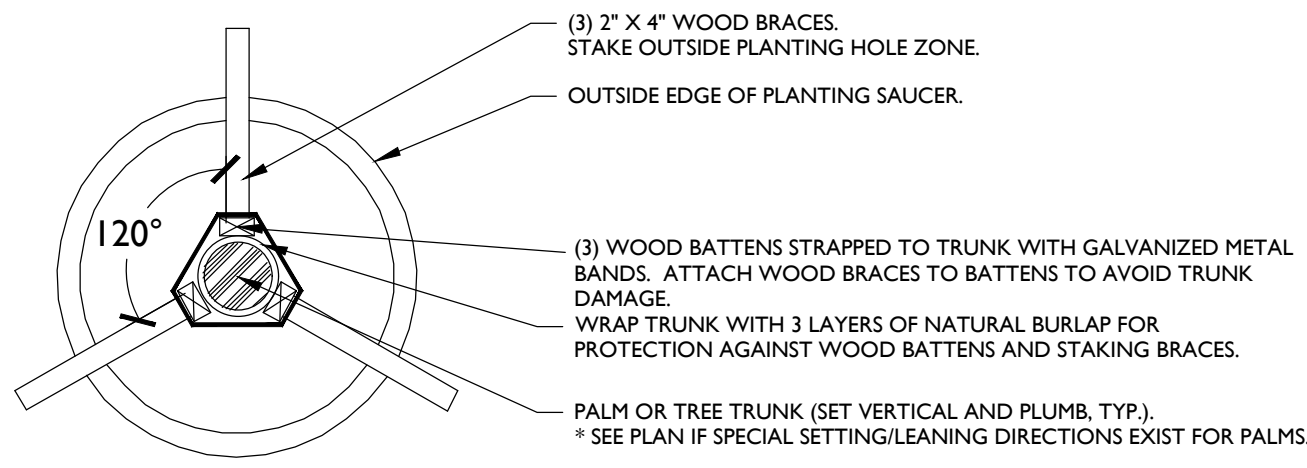 (3) 2" X 4" WOOD BRACES.
STAKE OUTSIDE PLANTING HOLE ZONE.
OUTSIDE EDGE OF PLANTING SAUCER.
120°
(3) WOOD BATTENS STRAPPED TO TRUNK WITH GALVANIZED METAL
BANDS. ATTACH WOOD BRACES TO BATTENS TO AVOID TRUNK
DAMAGE.
WRAP TRUNK WITH 3 LAYERS OF NATURAL BURLAP FOR
PROTECTION AGAINST WOOD BATTENS AND STAKING BRACES.
PALM OR TREE TRUNK (SET VERTICAL AND PLUMB, TYP.).
* SEE PLAN IF SPECIAL SETTING/LEANING DIRECTIONS EXIST FOR PALMS.